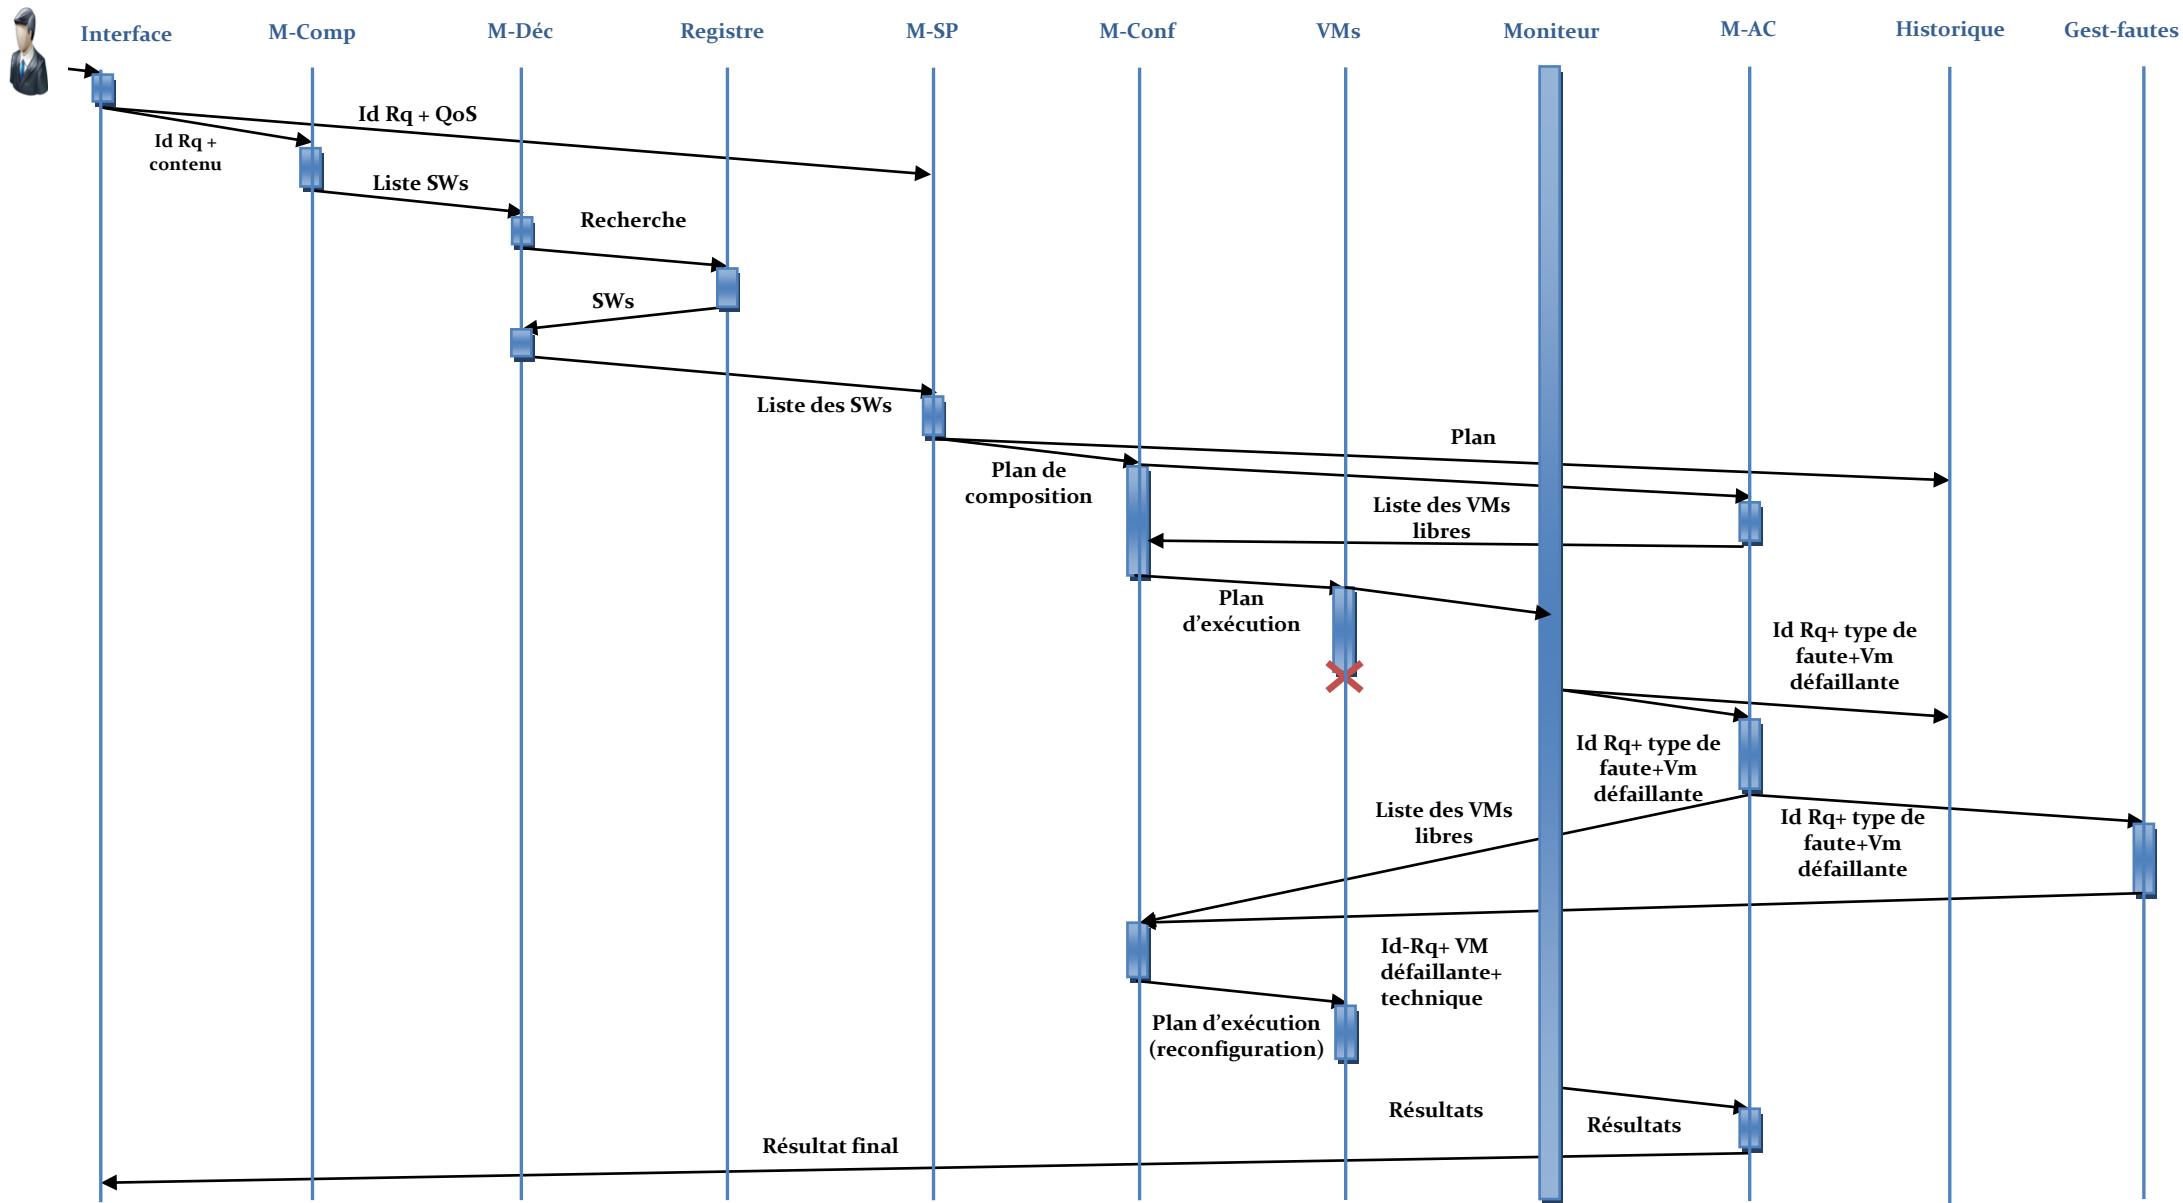 Interface
M-Comp
M-Déc
Registre
M-SP
M-Conf
VMs
Moniteur
M-AC
Historique
Gest-fautes
Id Rq + QoS
Id Rq +
contenu
Liste SWs
Recherche
SWs
Liste des SWs
Plan
Plan de
composition
Liste des VMs
libres
Plan
d’exécution
Id Rq+ type de
faute+Vm
défaillante
Id Rq+ type de
faute+Vm
défaillante
Liste des VMs
libres
Id Rq+ type de
faute+Vm
défaillante
Id-Rq+ VM
défaillante+
technique
Plan d’exécution
(reconfiguration)
Résultats
Résultats
Résultat final